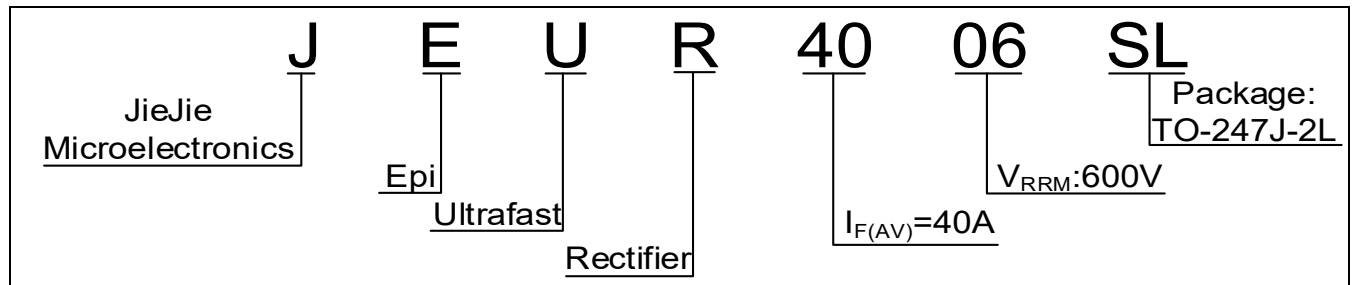 J E U R 40 06 SL
JieJie
Microelectronics
Epi
Ultrafast
Rectifier
I_F(AV)=40A
V_RRM:600V
Package:
TO-247J-2L